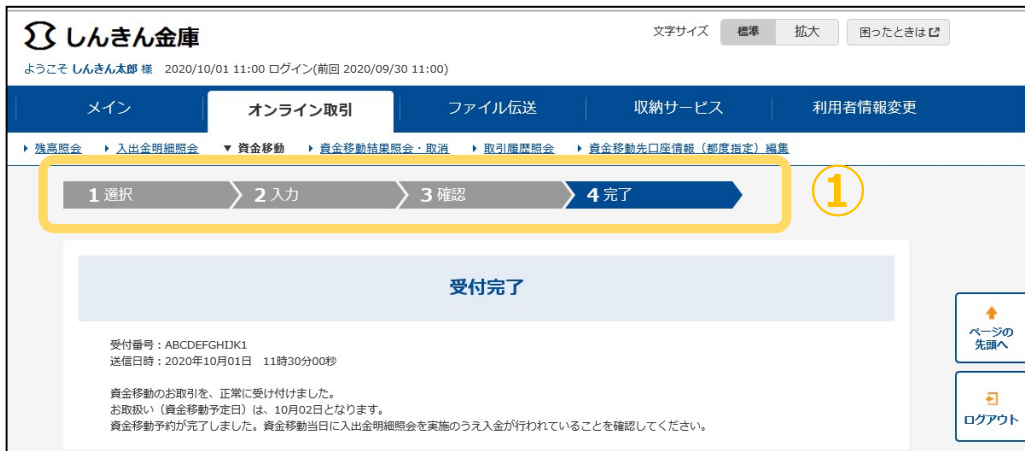 しんきん金庫
文字サイズ 標準 拡大 困ったときは
ようこそ しんきん太郎 様 2020/10/01 11:00 ログイン(前回 2020/09/30 11:00)
メイン オンライン取引 ファイル伝送 収納サービス 利用者情報変更
残高照会 入出金明細照会 資金移動 資金移動結果照会・取消 取引履歴照会 資金移動先口座情報（都度指定）編集
1 選択 2 入力 3 確認 4 完了
①
受付完了
受付番号：ABCDEFGHIJK1
送信日時：2020年10月01日 11時30分00秒
資金移動のお取引を、正常に受け付けました。
お取扱い（資金移動予定日）は、10月02日となります。
資金移動予約が完了しました。資金移動当日に入出金明細照会を実施のうえ入金が行われていることを確認してください。
ページの
先頭へ
ログアウト